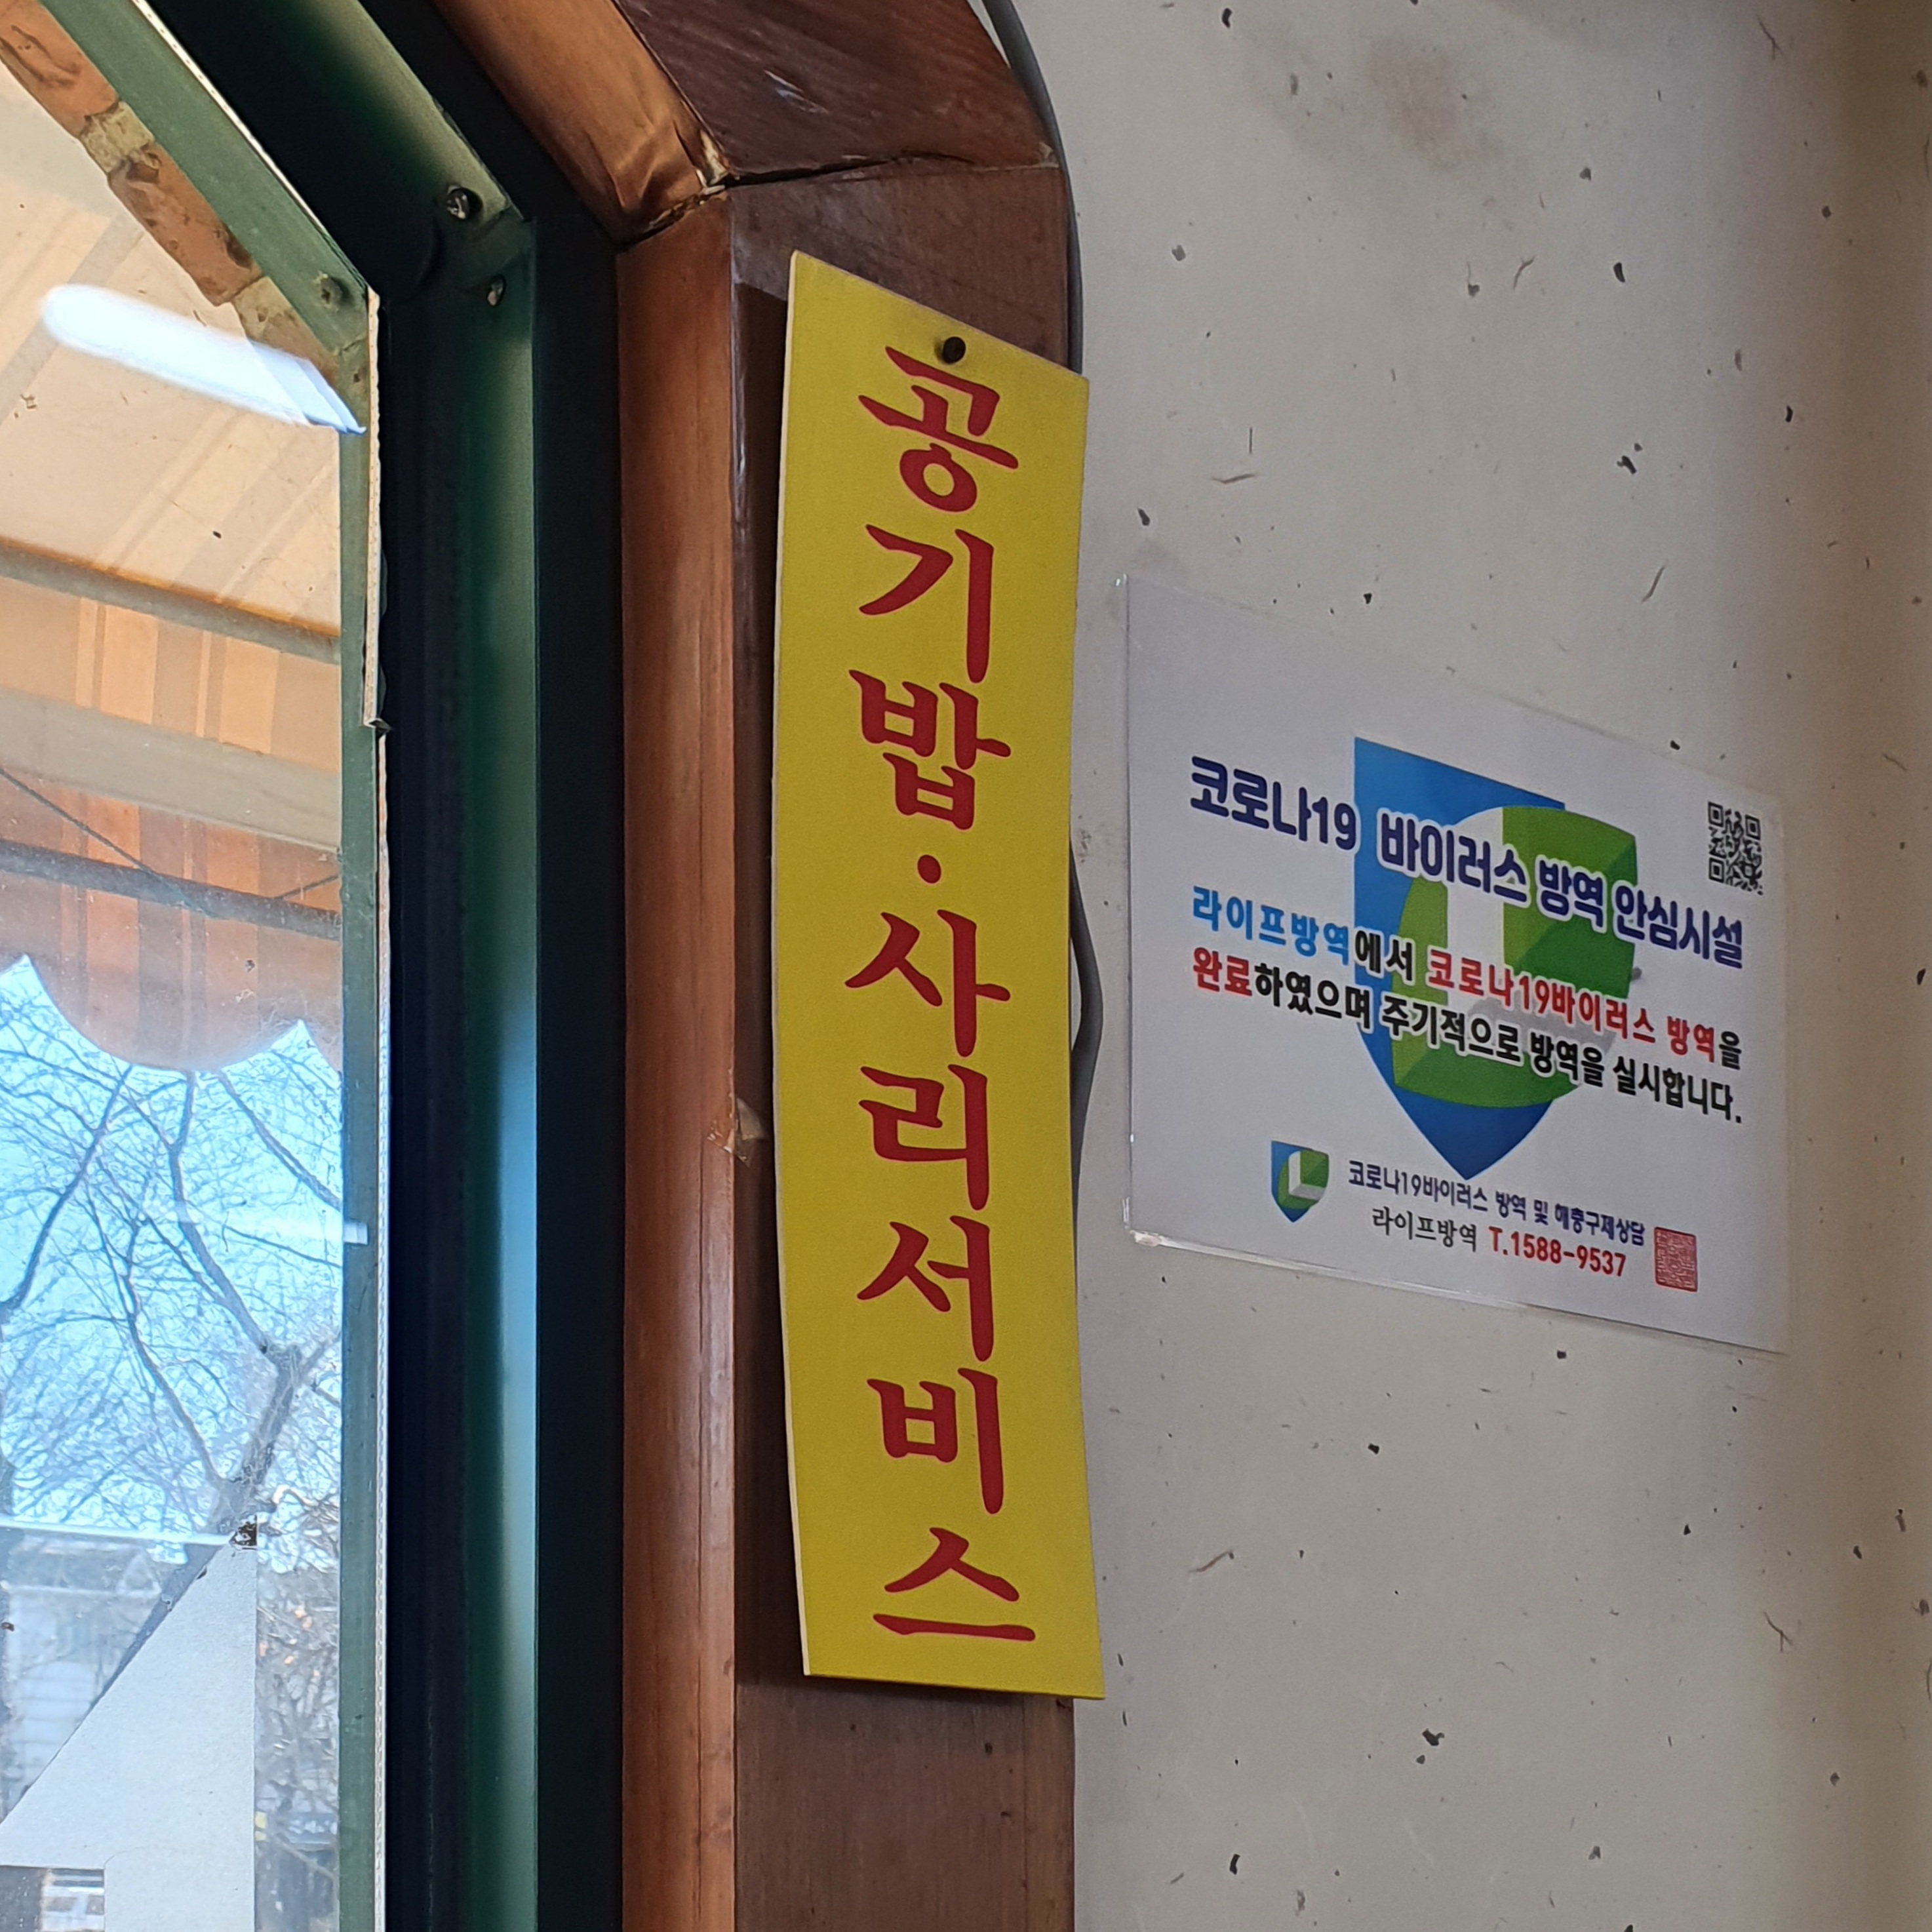 공기밥·사리서비스
코로나19 바이러스 방역 안심시설
라이프방역에서 코로나19바이러스 방역을
완료하였으며 주기적으로 방역을 실시합니다.
코로나19바이러스 방역 및 해충구제상담
라이프방역 T.1588-9537